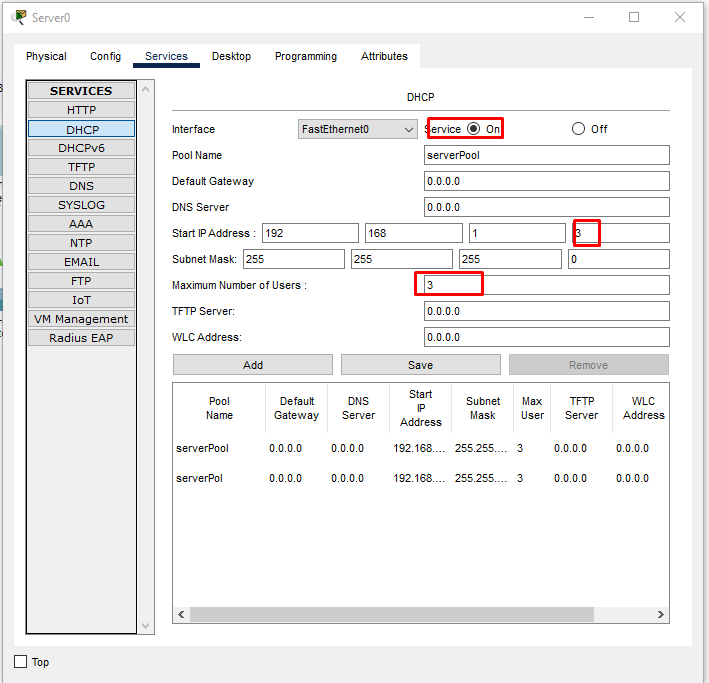 Server0
Physical Config Services Desktop Programming Attributes
SERVICES
HTTP
DHCP
DHCPv6
TFTP
DNS
SYSLOG
AAA
NTP
EMAIL
FTP
IoT
VM Management
Radius EAP
DHCP
Interface FastEthernet0 Service On Off
Pool Name serverPool
Default Gateway 0.0.0.0
DNS Server 0.0.0.0
Start IP Address : 192 168 1 3
Subnet Mask: 255 255 255 0
Maximum Number of Users : 3
TFTP Server: 0.0.0.0
WLC Address: 0.0.0.0
Add Save Remove
Pool Name Default Gateway DNS Server Start IP Address Subnet Mask Max User TFTP Server WLC Address
serverPool 0.0.0.0 0.0.0.0 192.168.... 255.255.... 3 0.0.0.0 0.0.0.0
serverPol 0.0.0.0 0.0.0.0 192.168.... 255.255.... 3 0.0.0.0 0.0.0.0
Top